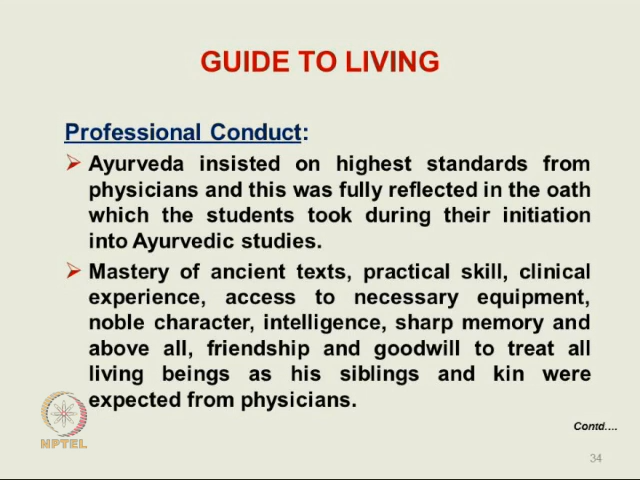 GUIDE TO LIVING
Professional Conduct:
➢ Ayurveda insisted on highest standards from
physicians and this was fully reflected in the oath
which the students took during their initiation
into Ayurvedic studies.
➢ Mastery of ancient texts, practical skill, clinical
experience, access to necessary equipment,
noble character, intelligence, sharp memory and
above all, friendship and goodwill to treat all
living beings as his siblings and kin were
expected from physicians.
Contd….
NPTEL
34